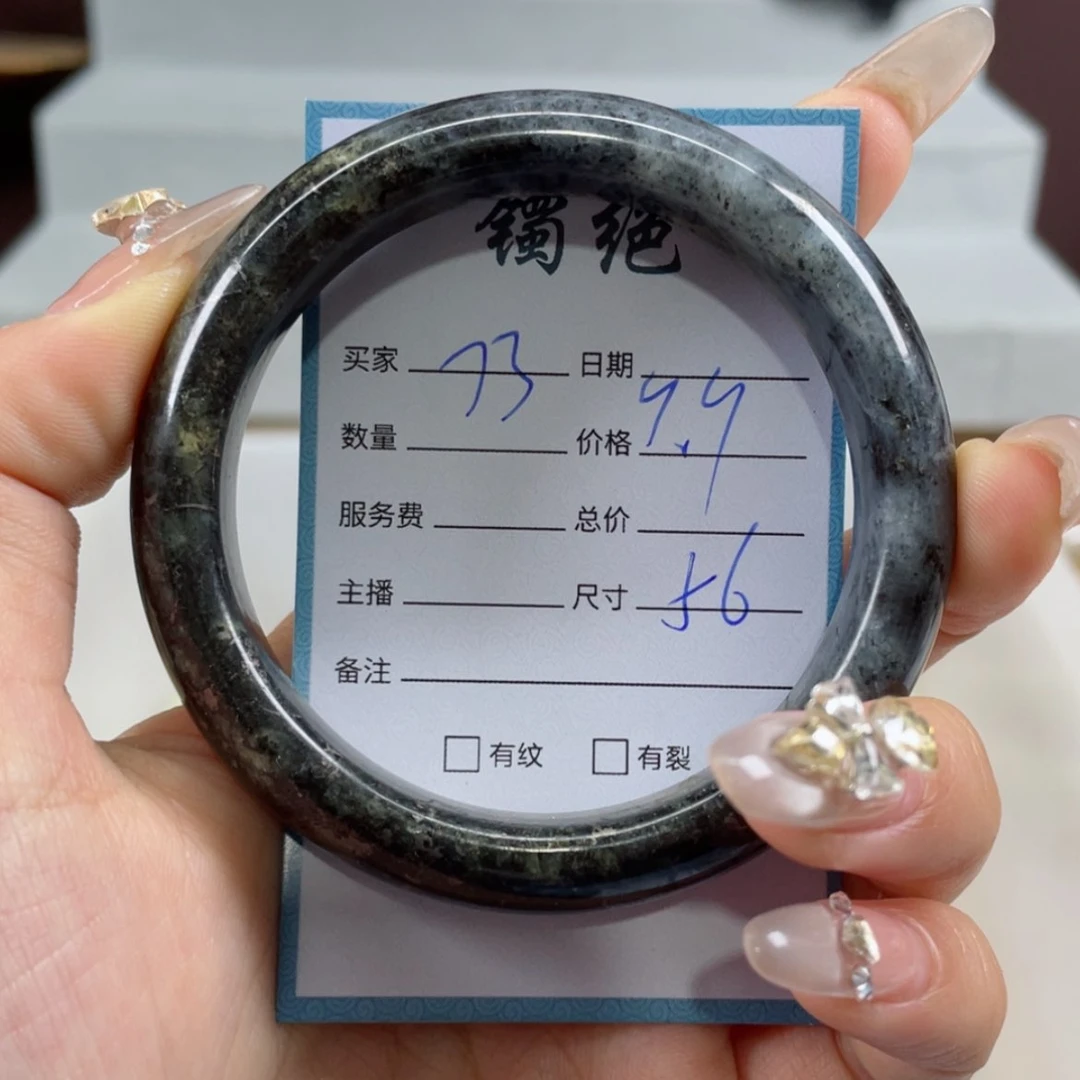 镯绝
买家 73 日期 9.9
数量 价格
服务费 总价
主播 尺寸 56
备注
有纹 有裂